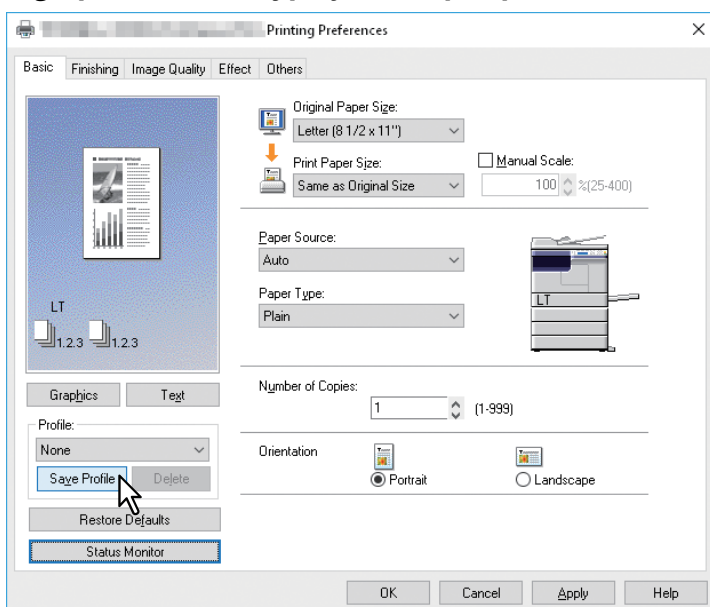 Printing Preferences
Basic Finishing Image Quality Effect Others
Original Paper Size:
Letter (8 1/2 x 11")
Print Paper Size:
Same as Original Size
Manual Scale:
100 %(25-400)
Paper Source:
Auto
Paper Type:
Plain
LT
LT
1.2.3 1.2.3
Graphics Text
Number of Copies:
1 (1-999)
Profile:
None
Save Profile Delete
Orientation
Portrait Landscape
Restore Defaults
Status Monitor
OK Cancel Apply Help